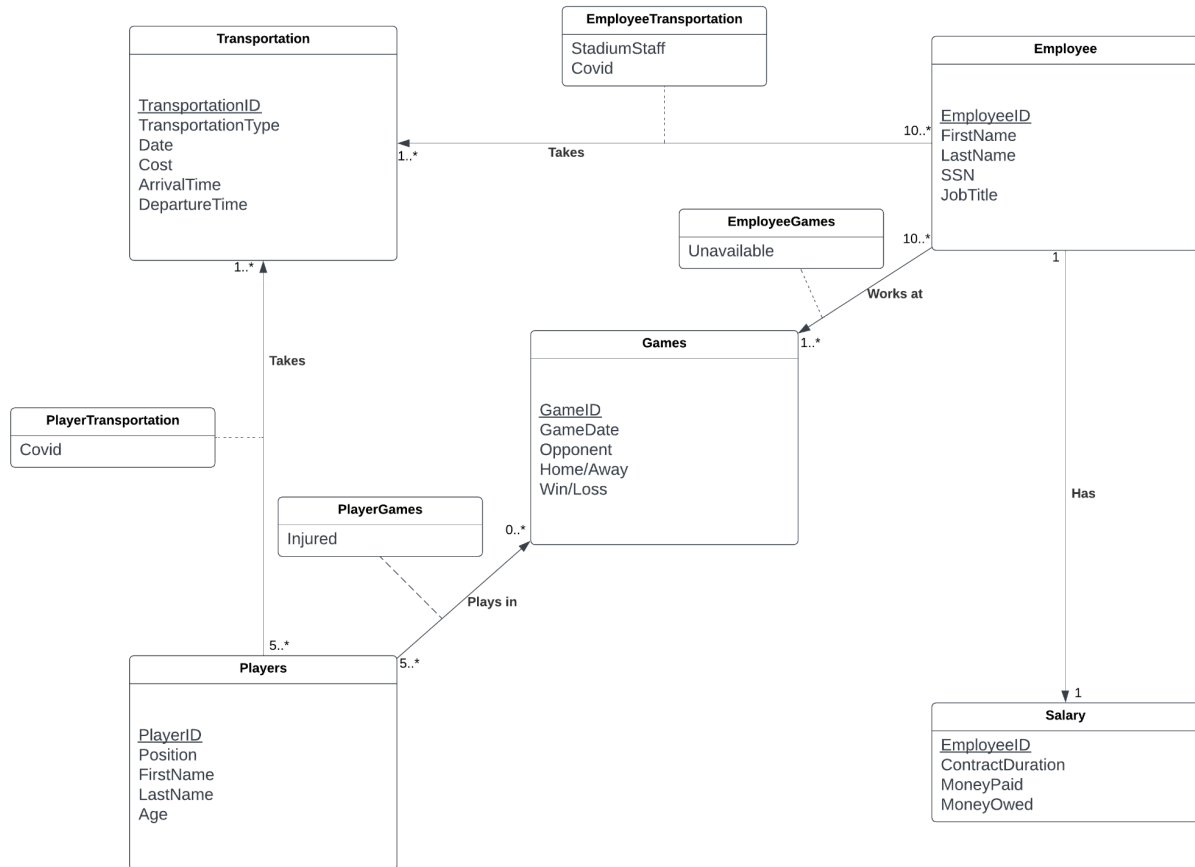 Transportation
TransportationID
TransportationType
Date
Cost
ArrivalTime
DepartureTime
EmployeeTransportation
StadiumStaff
Covid
Employee
EmployeeID
FirstName
LastName
SSN
JobTitle
10..*
1..*
Takes
EmployeeGames
Unavailable
10..*
Works at
1..*
1
1..*
Takes
Games
GameID
GameDate
Opponent
Home/Away
Win/Loss
PlayerTransportation
Covid
PlayerGames
Injured
0..*
Plays in
Has
5..*
5..*
Players
PlayerID
Position
FirstName
LastName
Age
1
Salary
EmployeeID
ContractDuration
MoneyPaid
MoneyOwed